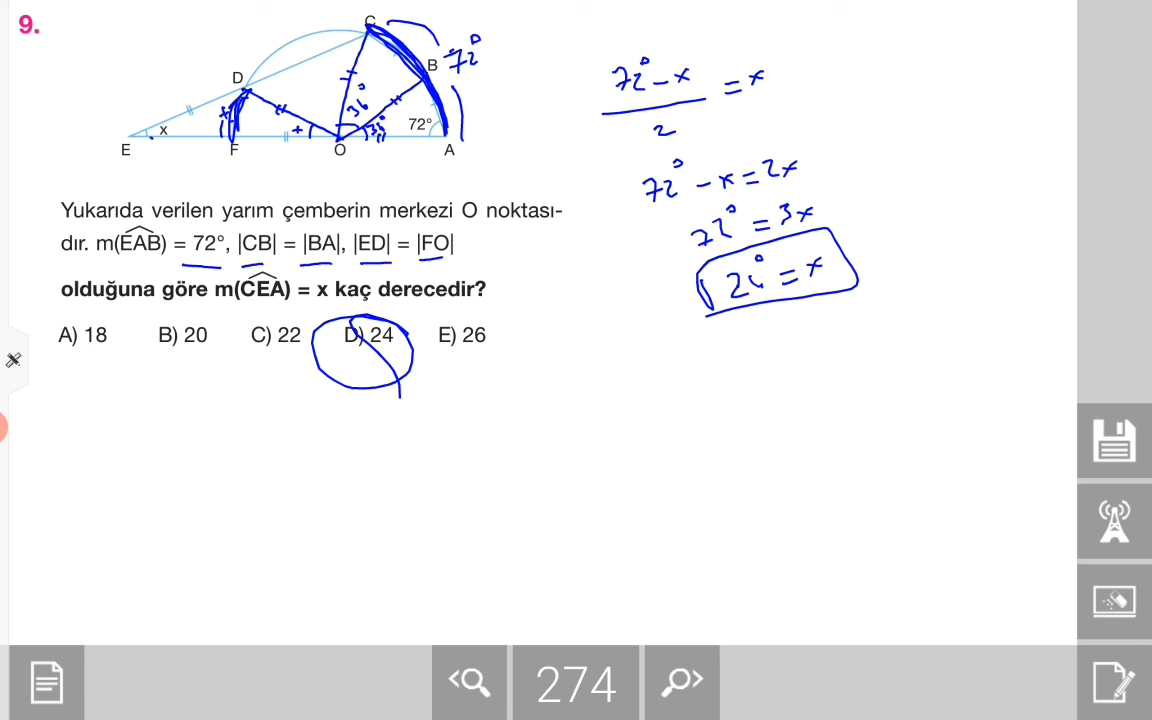 9.
C
D
B
72°
36°
36°
72°
x
x
x
E
F
O
A
Yukarıda verilen yarım çemberin merkezi O noktası-
dır. m(EAB) = 72°, |CB| = |BA|, |ED| = |FO|
olduğuna göre m(CEA) = x kaç derecedir?
A) 18 B) 20 C) 22 D) 24 E) 26
72° - x / 2 = x
72° - x = 2x
72° = 3x
24° = x
274